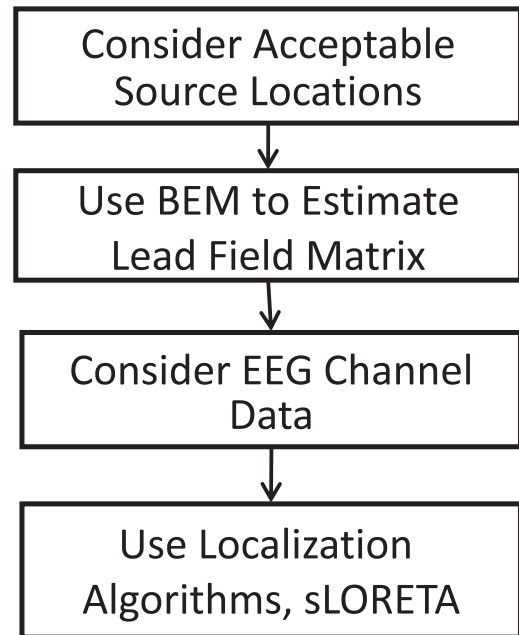 Consider Acceptable
Source Locations
Use BEM to Estimate
Lead Field Matrix
Consider EEG Channel
Data
Use Localization
Algorithms, sLORETA